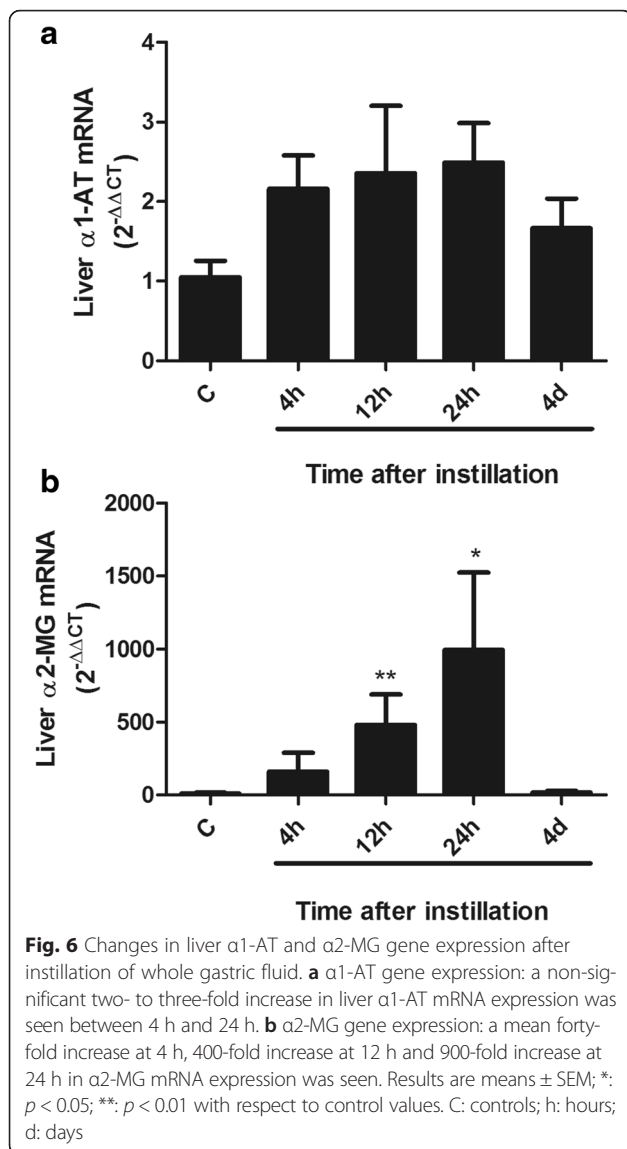 a
4
3
2
1
0
Liver α1-AT mRNA
(2-ΔΔCT)
C 4h 12h 24h 4d
Time after instillation
b
2000
1500
1000
500
0
Liver α2-MG mRNA
(2-ΔΔCT)
**
*
C 4h 12h 24h 4d
Time after instillation
Fig. 6 Changes in liver α1-AT and α2-MG gene expression after
instillation of whole gastric fluid. a α1-AT gene expression: a non-sig-
nificant two- to three-fold increase in liver α1-AT mRNA expression was
seen between 4 h and 24 h. b α2-MG gene expression: a mean forty-
fold increase at 4 h, 400-fold increase at 12 h and 900-fold increase at
24 h in α2-MG mRNA expression was seen. Results are means ± SEM; *:
p < 0.05; **: p < 0.01 with respect to control values. C: controls; h: hours;
d: days